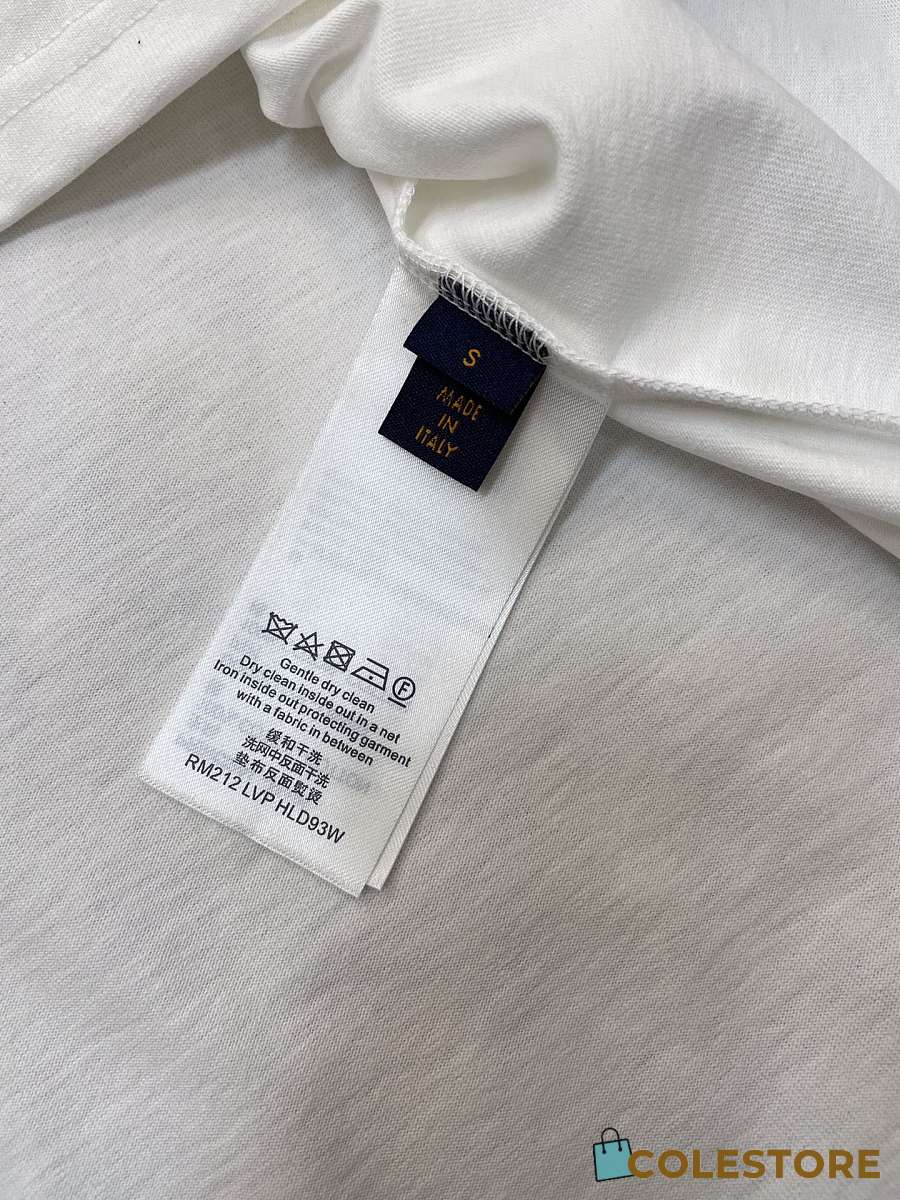 S
MADE
IN
ITALY
Gentle dry clean
Dry clean inside out in a net
Iron inside out protecting garment
with a fabric in between
缓和干洗
洗网中反面干洗
垫布反面熨烫
RM212 LVP HLD93W
F
COLESTORE